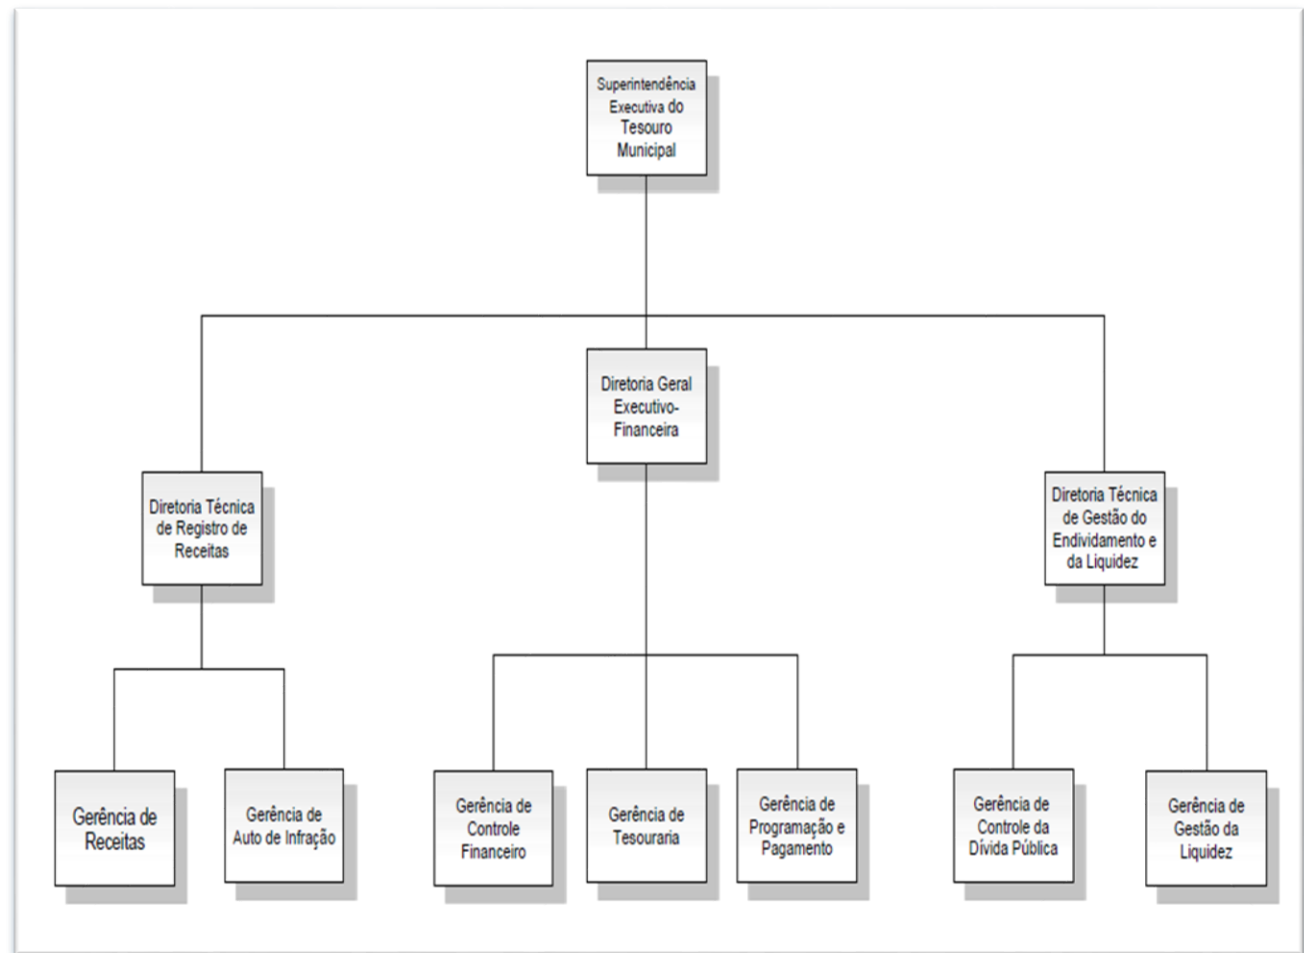 Superintendência
Executiva do
Tesouro
Municipal
Diretoria Geral
Executivo-
Financeira
Diretoria Técnica
de Registro de
Receitas
Diretoria Técnica
de Gestão do
Endividamento e
da Liquidez
Gerência de
Receitas
Gerência de
Auto de Infração
Gerência de
Controle
Financeiro
Gerência de
Tesouraria
Gerência de
Programação e
Pagamento
Gerência de
Controle da
Dívida Pública
Gerência de
Gestão da
Liquidez